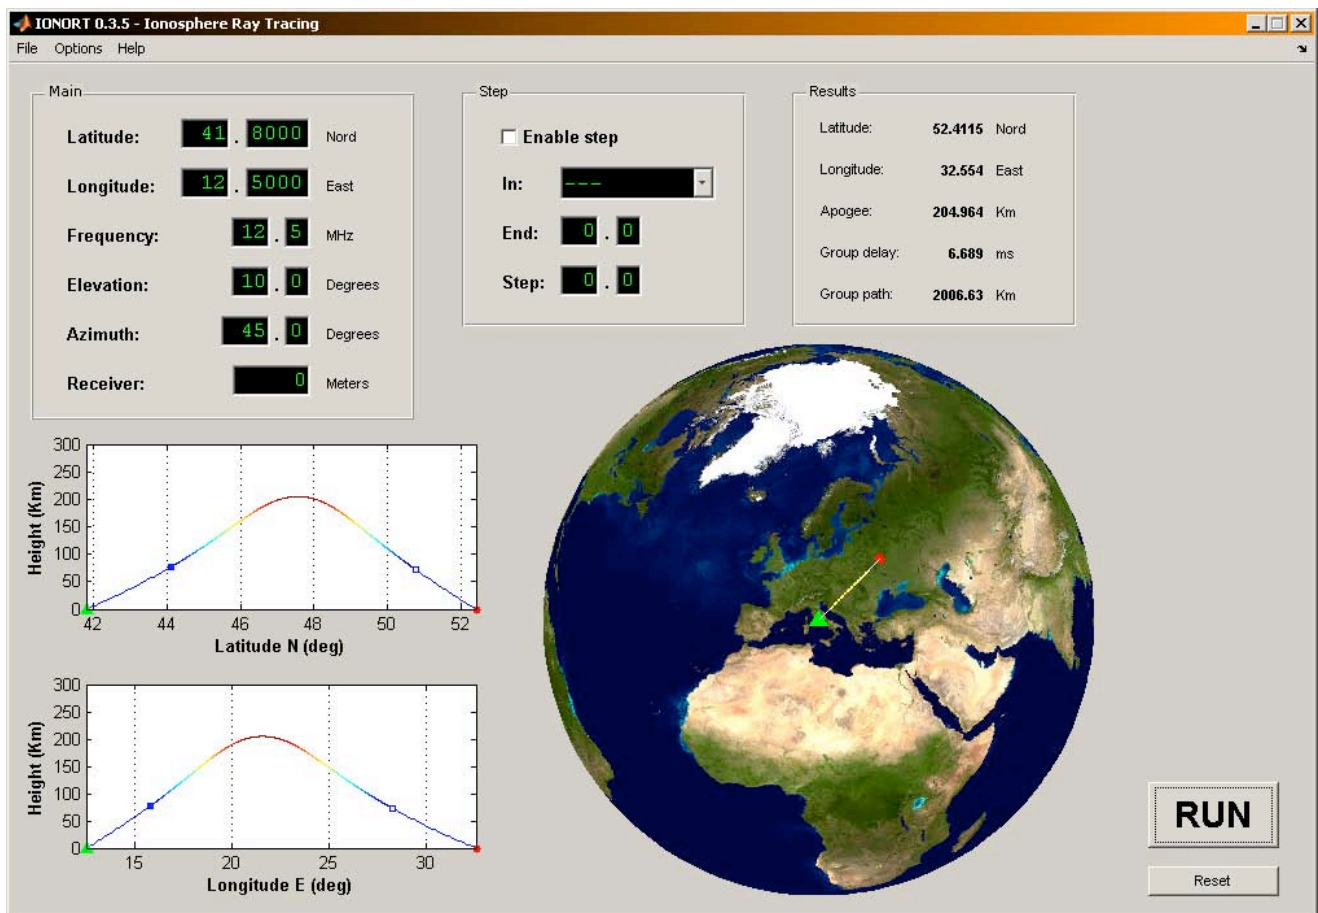 IONORT 0.3.5 - Ionosphere Ray Tracing
File Options Help
Main
Latitude: 41 . 8000 Nord
Longitude: 12 . 5000 East
Frequency: 12 . 5 MHz
Elevation: 10 . 0 Degrees
Azimuth: 45 . 0 Degrees
Receiver: 0 Meters
Step
Enable step
In: ---
End: 0 . 0
Step: 0 . 0
Results
Latitude: 52.4115 Nord
Longitude: 32.554 East
Apogee: 204.964 Km
Group delay: 6.689 ms
Group path: 2006.63 Km
Height (Km)
300
250
200
150
100
50
0
42 44 46 48 50 52
Latitude N (deg)
Height (Km)
300
250
200
150
100
50
0
15 20 25 30
Longitude E (deg)
RUN
Reset